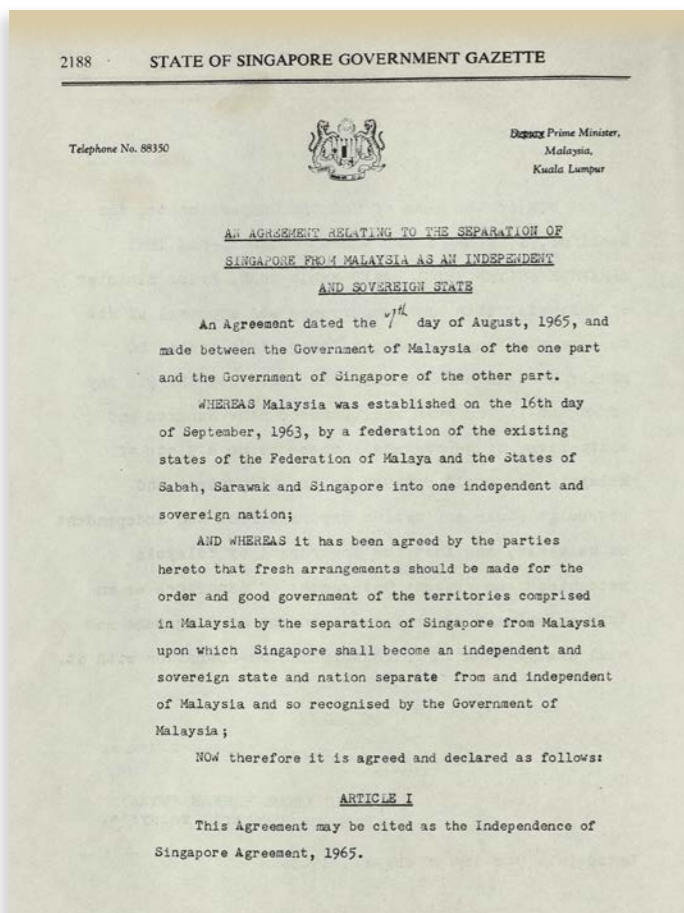 2188 STATE OF SINGAPORE GOVERNMENT GAZETTE
Telephone No. 88350
Prime Minister,
Malaysia,
Kuala Lumpur
AN AGREEMENT RELATING TO THE SEPARATION OF
SINGAPORE FROM MALAYSIA AS AN INDEPENDENT
AND SOVEREIGN STATE
An Agreement dated the 7th day of August, 1965, and
made between the Government of Malaysia of the one part
and the Government of Singapore of the other part.
WHEREAS Malaysia was established on the 16th day
of September, 1963, by a federation of the existing
states of the Federation of Malaya and the States of
Sabah, Sarawak and Singapore into one independent and
sovereign nation;
AND WHEREAS it has been agreed by the parties
hereto that fresh arrangements should be made for the
order and good government of the territories comprised
in Malaysia by the separation of Singapore from Malaysia
upon which Singapore shall become an independent and
sovereign state and nation separate from and independent
of Malaysia and so recognised by the Government of
Malaysia;
NOW therefore it is agreed and declared as follows:
ARTICLE I
This Agreement may be cited as the Independence of
Singapore Agreement, 1965.